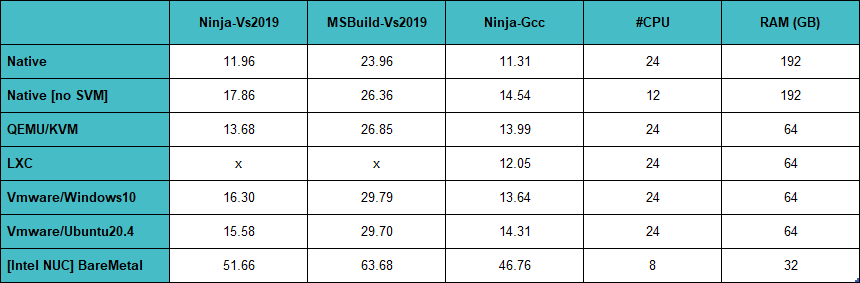 Ninja-Vs2019 MSBuild-Vs2019 Ninja-Gcc #CPU RAM (GB)
Native 11.96 23.96 11.31 24 192
Native [no SVM] 17.86 26.36 14.54 12 192
QEMU/KVM 13.68 26.85 13.99 24 64
LXC x x 12.05 24 64
Vmware/Windows10 16.30 29.79 13.64 24 64
Vmware/Ubuntu20.4 15.58 29.70 14.31 24 64
[Intel NUC] BareMetal 51.66 63.68 46.76 8 32